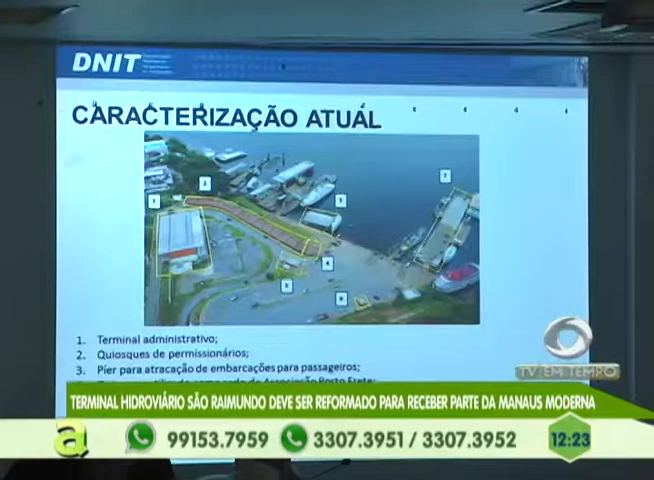 DNIT
CARACTERIZAÇÃO ATUAL
1. Terminal administrativo;
2. Quiosques de permissionários;
3. Píer para atracação de embarcações para passageiros;
TV EM TEMPO
TERMINAL HIDROVIÁRIO SÃO RAIMUNDO DEVE SER REFORMADO PARA RECEBER PARTE DA MANAUS MODERNA
a 99153.7959 3307.3951 / 3307.3952 12:23